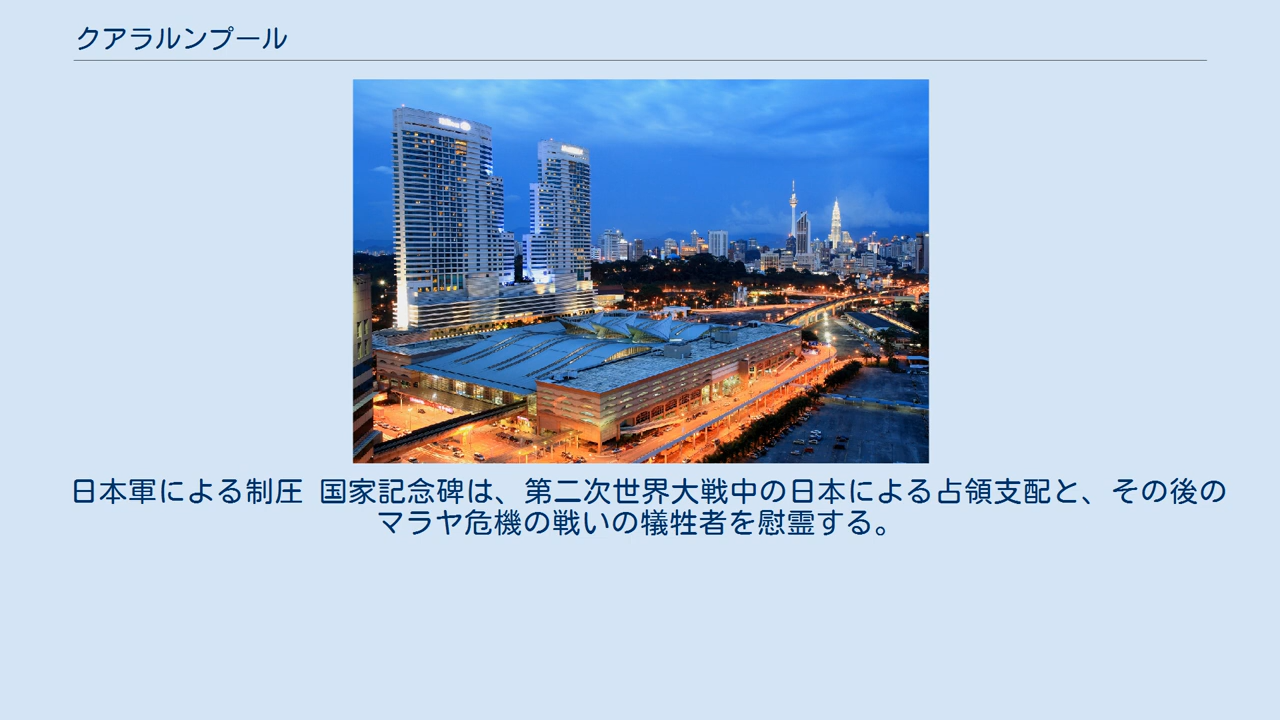 クアラルンプール
日本軍による制圧 国家記念碑は、第二次世界大戦中の日本による占領支配と、その後の
マラヤ危機の戦いの犠牲者を慰霊する。